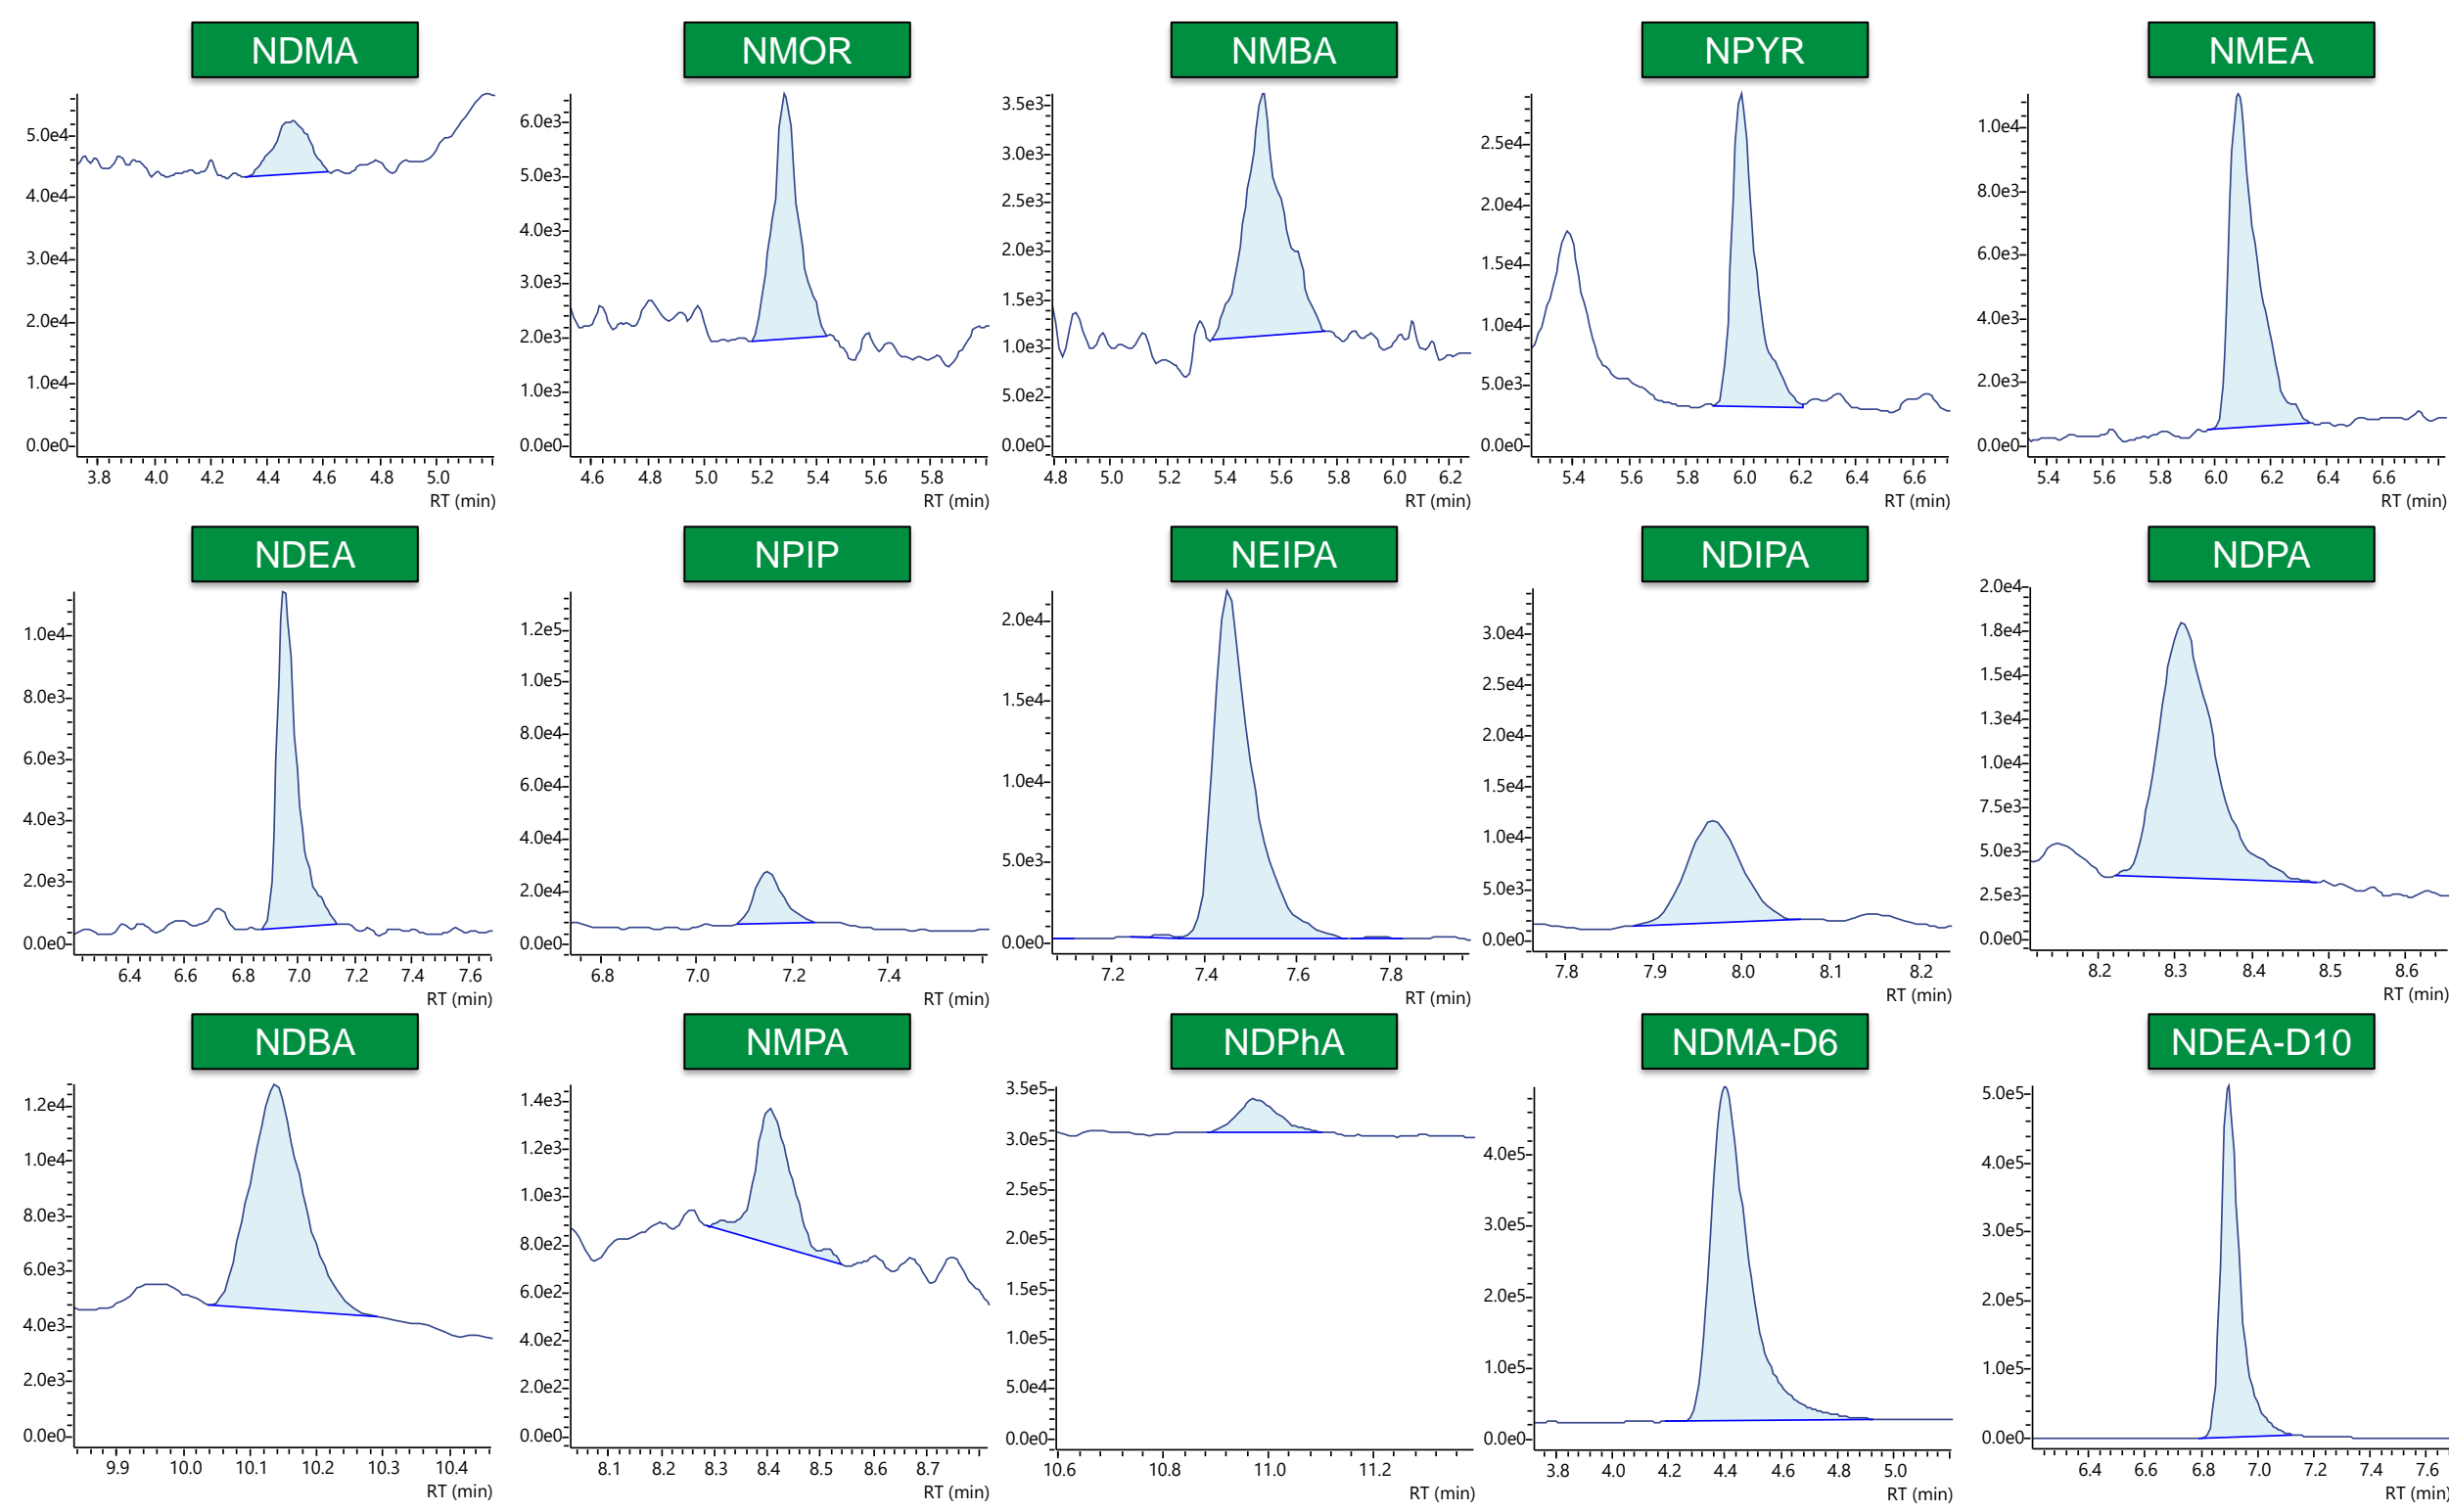 NDMA NMOR NMBA NPYR NMEA
5.0e4
4.0e4
3.0e4
2.0e4
1.0e4
0.0e0
3.8 4.0 4.2 4.4 4.6 4.8 5.0
RT (min)
6.0e3
5.0e3
4.0e3
3.0e3
2.0e3
1.0e3
0.0e0
4.6 4.8 5.0 5.2 5.4 5.6 5.8
RT (min)
3.5e3
3.0e3
2.5e3
2.0e3
1.5e3
1.0e3
5.0e2
0.0e0
4.8 5.0 5.2 5.4 5.6 5.8 6.0 6.2
RT (min)
2.5e4
2.0e4
1.5e4
1.0e4
5.0e3
0.0e0
5.4 5.6 5.8 6.0 6.2 6.4 6.6
RT (min)
1.0e4
8.0e3
6.0e3
4.0e3
2.0e3
0.0e0
5.4 5.6 5.8 6.0 6.2 6.4 6.6
RT (min)
NDEA NPIP NEIPA NDIPA NDPA
1.0e4
8.0e3
6.0e3
4.0e3
2.0e3
0.0e0
6.4 6.6 6.8 7.0 7.2 7.4 7.6
RT (min)
1.2e5
1.0e5
8.0e4
6.0e4
4.0e4
2.0e4
0.0e0
6.8 7.0 7.2 7.4
RT (min)
2.0e4
1.5e4
1.0e4
5.0e3
0.0e0
7.2 7.4 7.6 7.8
RT (min)
3.0e4
2.5e4
2.0e4
1.5e4
1.0e4
5.0e3
0.0e0
7.8 7.9 8.0 8.1 8.2
RT (min)
2.0e4
1.8e4
1.5e4
1.3e4
1.0e4
7.5e3
5.0e3
2.5e3
0.0e0
8.2 8.3 8.4 8.5 8.6
RT (min)
NDBA NMPA NDPhA NDMA-D6 NDEA-D10
1.2e4
1.0e4
8.0e3
6.0e3
4.0e3
2.0e3
0.0e0
9.9 10.0 10.1 10.2 10.3 10.4
RT (min)
1.4e3
1.2e3
1.0e3
8.0e2
6.0e2
4.0e2
2.0e2
0.0e0
8.1 8.2 8.3 8.4 8.5 8.6 8.7
RT (min)
3.5e5
3.0e5
2.5e5
2.0e5
1.5e5
1.0e5
5.0e4
0.0e0
10.6 10.8 11.0 11.2
RT (min)
4.0e5
3.0e5
2.0e5
1.0e5
0.0e0
3.8 4.0 4.2 4.4 4.6 4.8 5.0
RT (min)
5.0e5
4.0e5
3.0e5
2.0e5
1.0e5
0.0e0
6.4 6.6 6.8 7.0 7.2 7.4 7.6
RT (min)